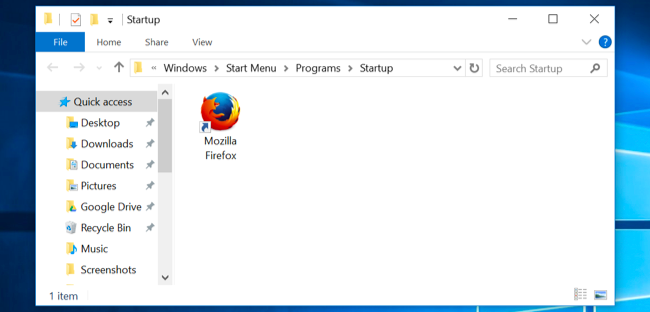 Startup
File Home Share View
« Windows > Start Menu > Programs > Startup
Search Startup
Quick access
Desktop
Downloads
Documents
Pictures
Google Drive
Recycle Bin
Music
Screenshots
Mozilla
Firefox
1 item